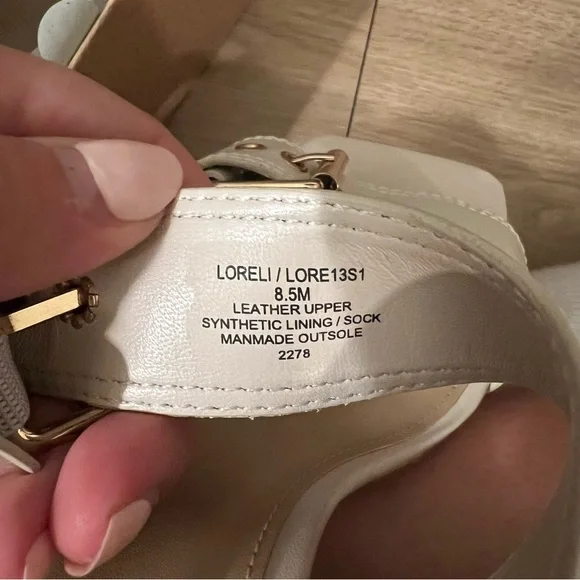 LORELI / LORE13S1
8.5M
LEATHER UPPER
SYNTHETIC LINING / SOCK
MANMADE OUTSOLE
2278